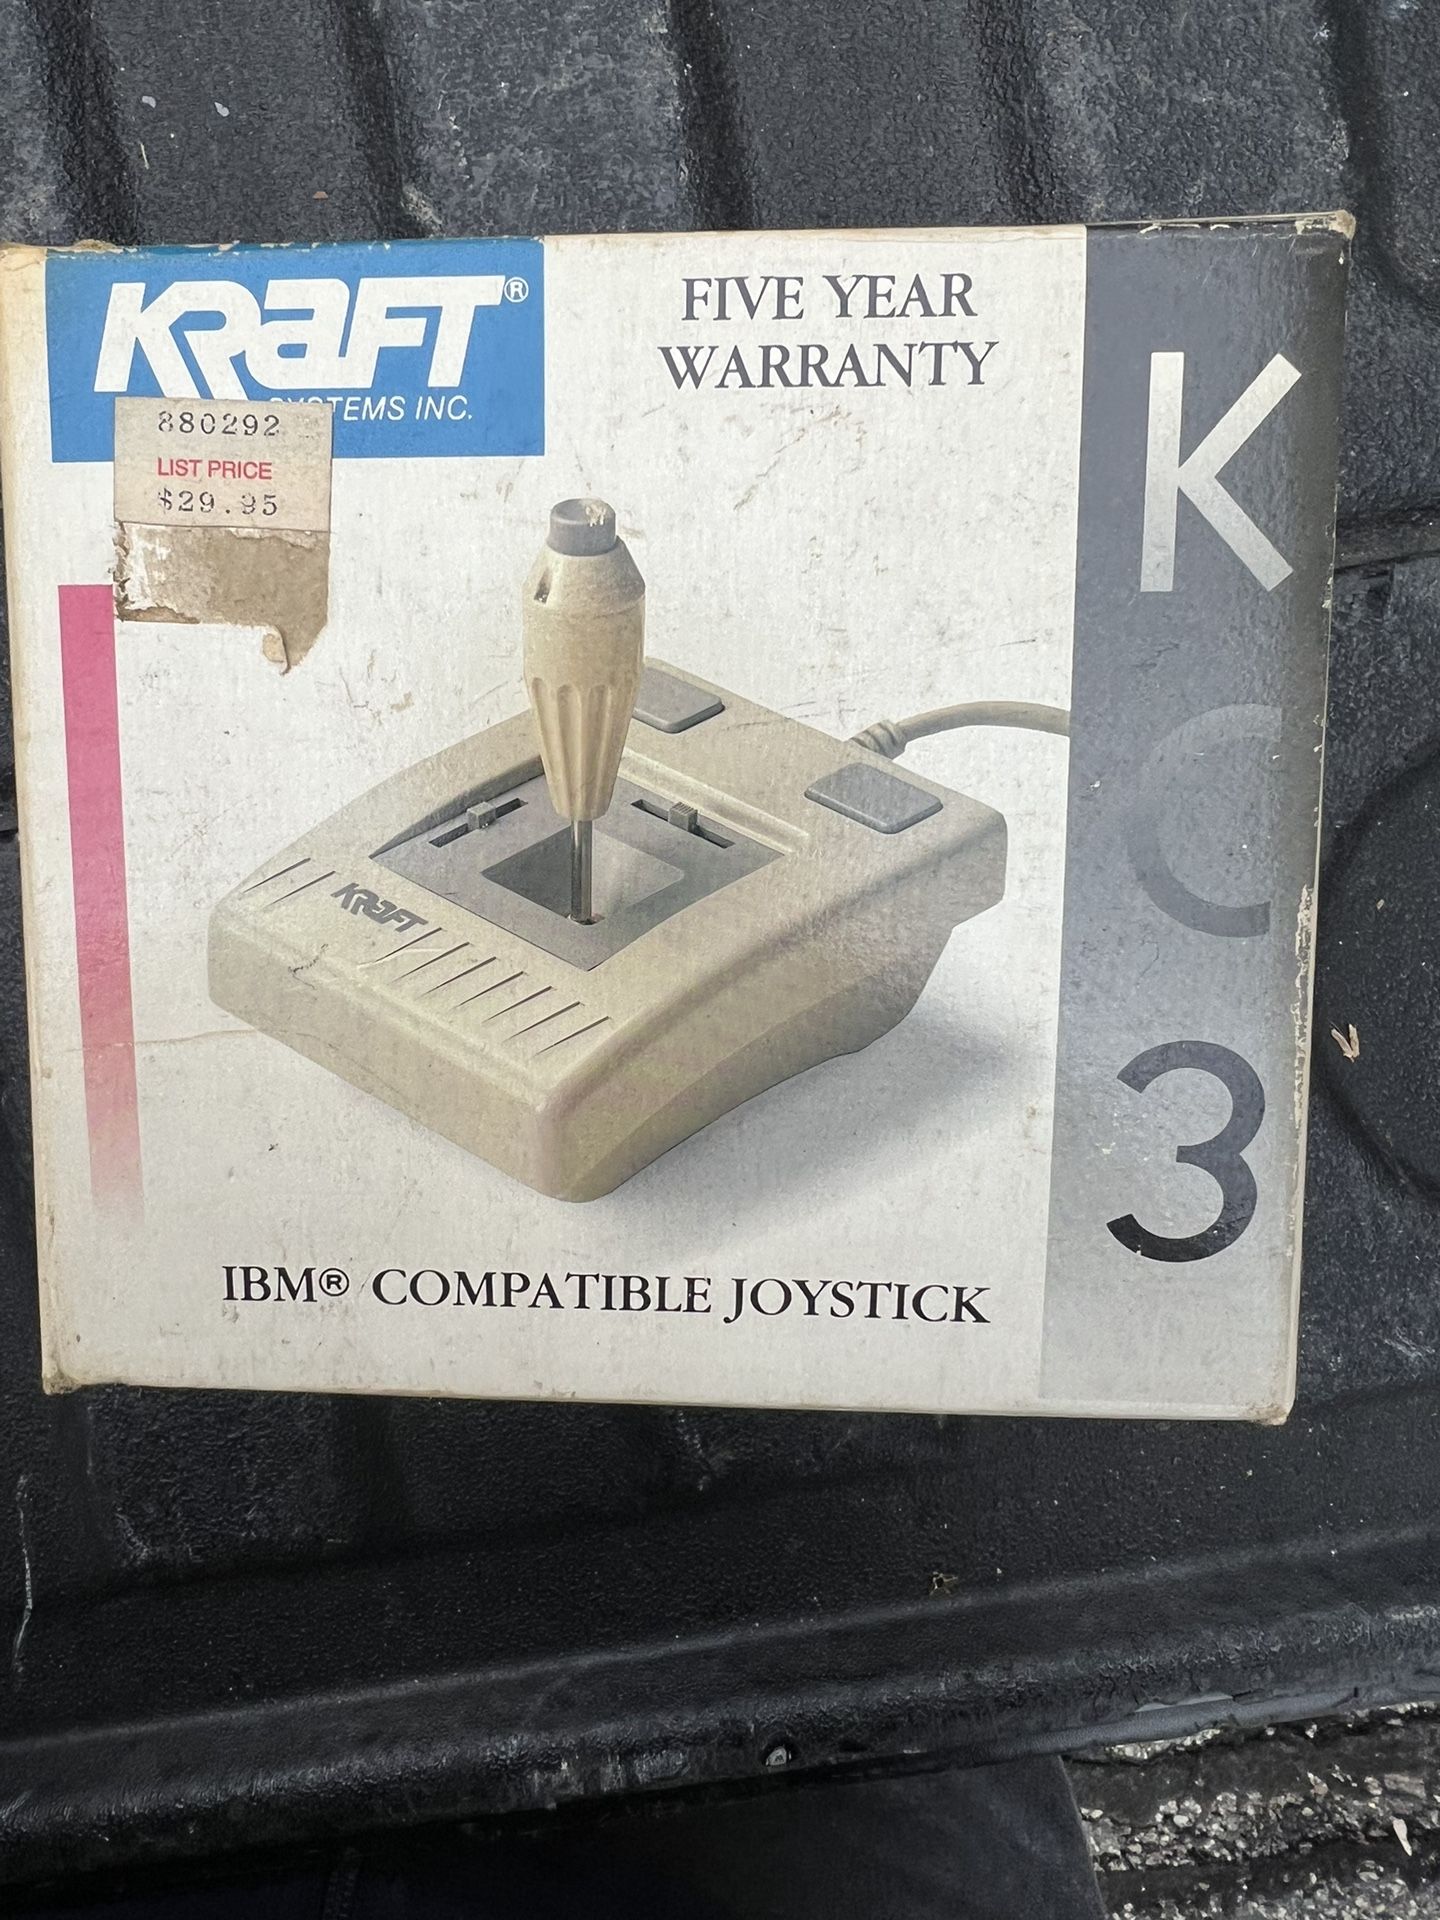 KRAFT®
SYSTEMS INC.
880292
LIST PRICE
$29.95
FIVE YEAR
WARRANTY
K
C
3
KRAFT
IBM® COMPATIBLE JOYSTICK